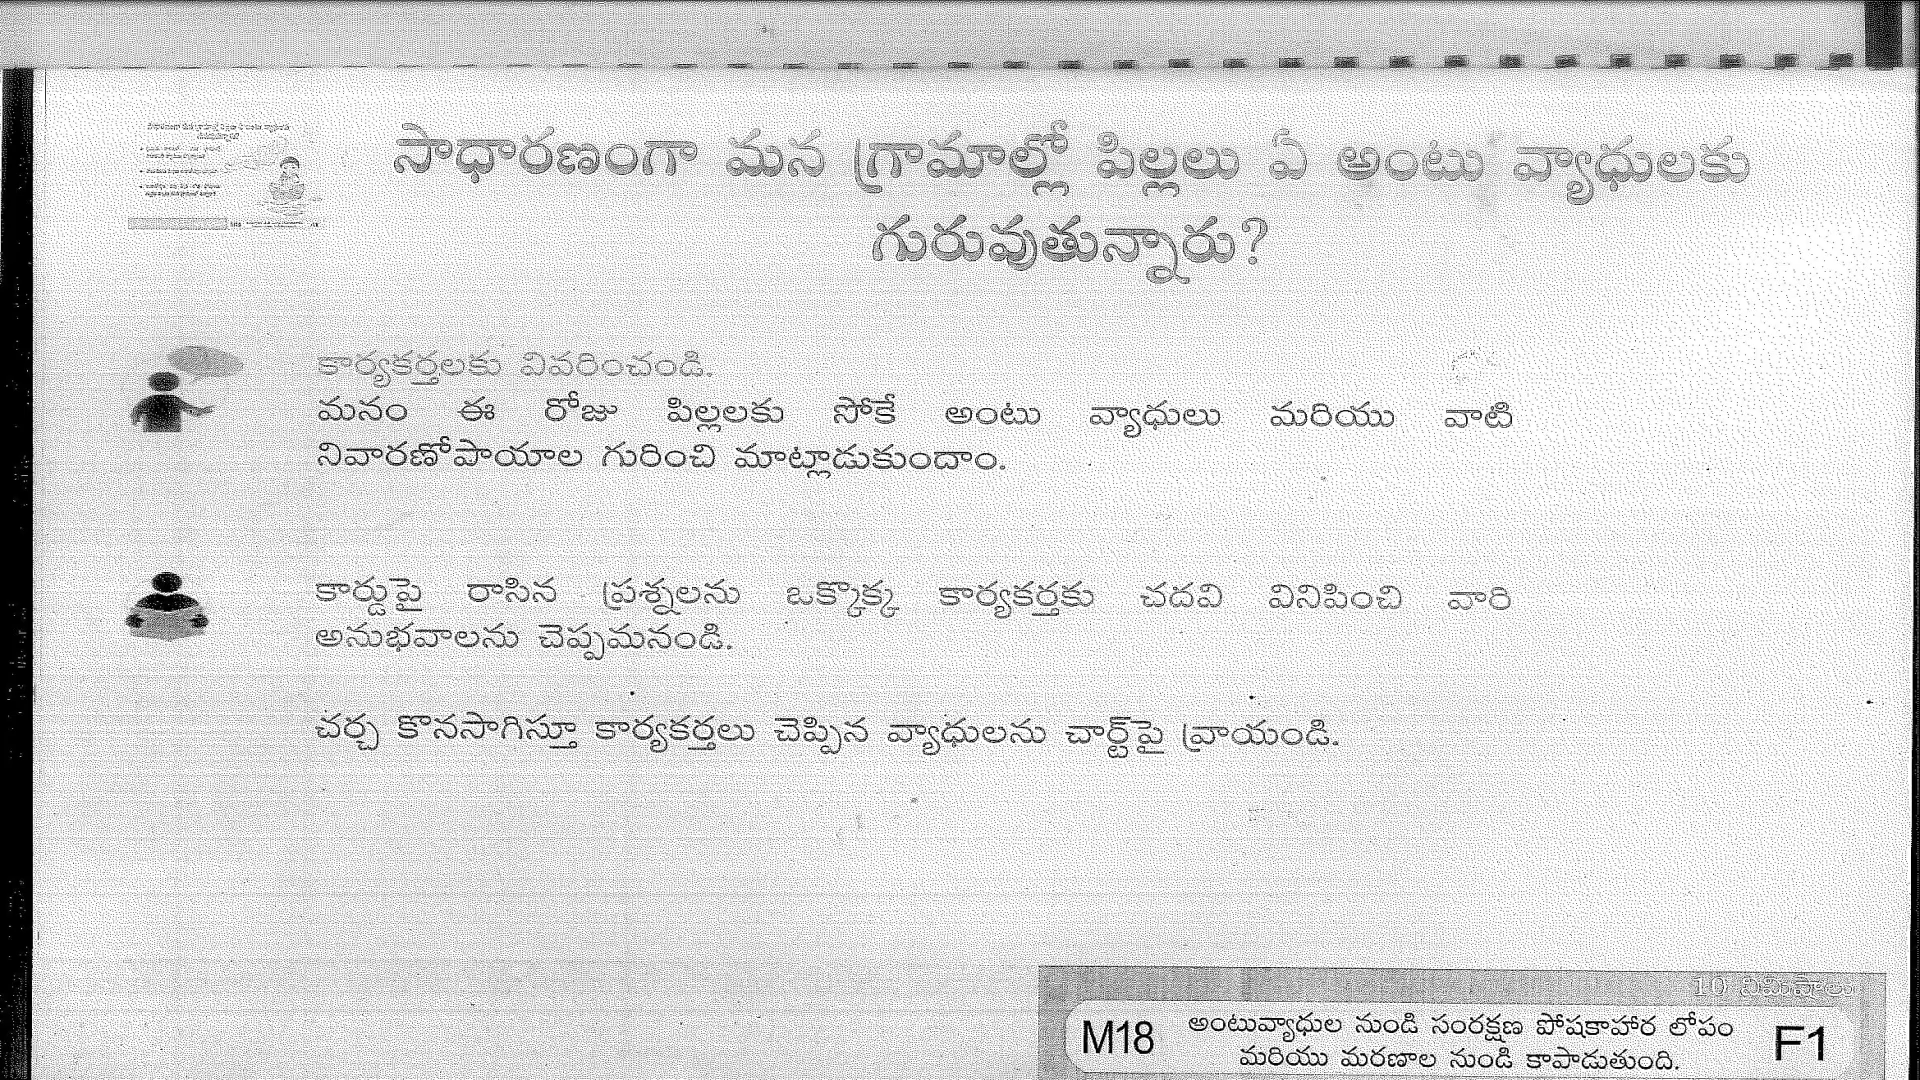 సాధారణంగా మన గ్రామాల్లో పిల్లలు ఏ అంటు వ్యాధులకు
గురువుతున్నారు?
కార్యకర్తలకు వివరించండి.
మనం ఈ రోజు పిల్లలకు సోకే అంటు వ్యాధులు మరియు వాటి
నివారణోపాయాల గురించి మాట్లాడుకుందాం.
కార్డుపై రాసిన ప్రశ్నలను ఒక్కొక్క కార్యకర్తకు చదవి వినిపించి వారి
అనుభవాలను చెప్పమనండి.
చర్చ కొనసాగిస్తూ కార్యకర్తలు చెప్పిన వ్యాధులను చార్ట్‌పై వ్రాయండి.
10 నిమిషాలు
M18 అంటువ్యాధుల నుండి సంరక్షణ పోషకాహార లోపం F1
మరియు మరణాల నుండి కాపాడుతుంది.